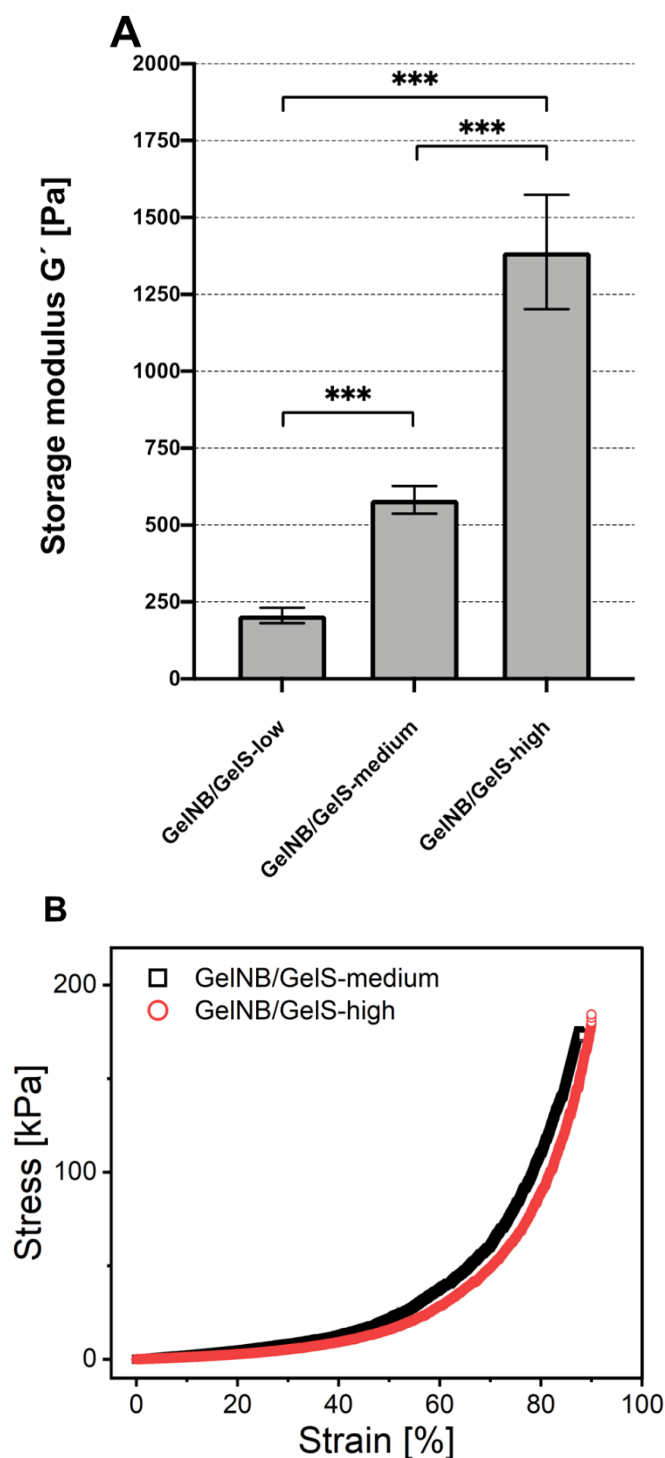 A
Storage modulus G´ [Pa]
2000
1750
1500
1250
1000
750
500
250
0
***
***
***
GelNB/GelS-low
GelNB/GelS-medium
GelNB/GelS-high
B
GelNB/GelS-medium
GelNB/GelS-high
Stress [kPa]
200
100
0
0 20 40 60 80 100
Strain [%]